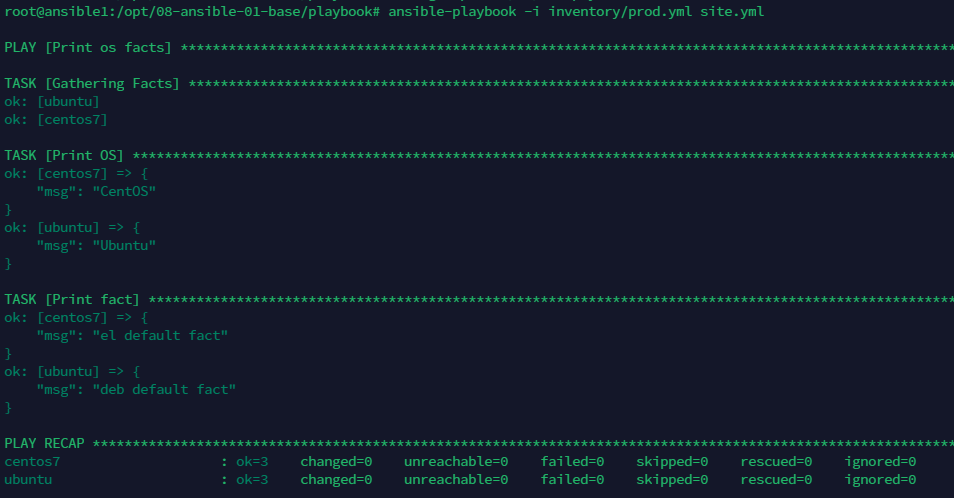 root@ansible1:/opt/08-ansible-01-base/playbook# ansible-playbook -i inventory/prod.yml site.yml
PLAY [Print os facts] ************************************************************************************************
TASK [Gathering Facts] ***********************************************************************************************
ok: [ubuntu]
ok: [centos7]
TASK [Print OS] ******************************************************************************************************
ok: [centos7] => {
    "msg": "CentOS"
}
ok: [ubuntu] => {
    "msg": "Ubuntu"
}
TASK [Print fact] ****************************************************************************************************
ok: [centos7] => {
    "msg": "el default fact"
}
ok: [ubuntu] => {
    "msg": "deb default fact"
}
PLAY RECAP ***********************************************************************************************************
centos7                    : ok=3    changed=0    unreachable=0    failed=0    skipped=0    rescued=0    ignored=0
ubuntu                     : ok=3    changed=0    unreachable=0    failed=0    skipped=0    rescued=0    ignored=0